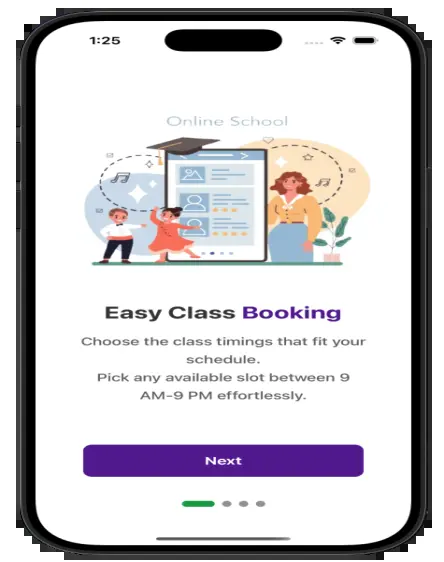 1:25
Online School
Easy Class Booking
Choose the class timings that fit your
schedule.
Pick any available slot between 9
AM-9 PM effortlessly.
Next